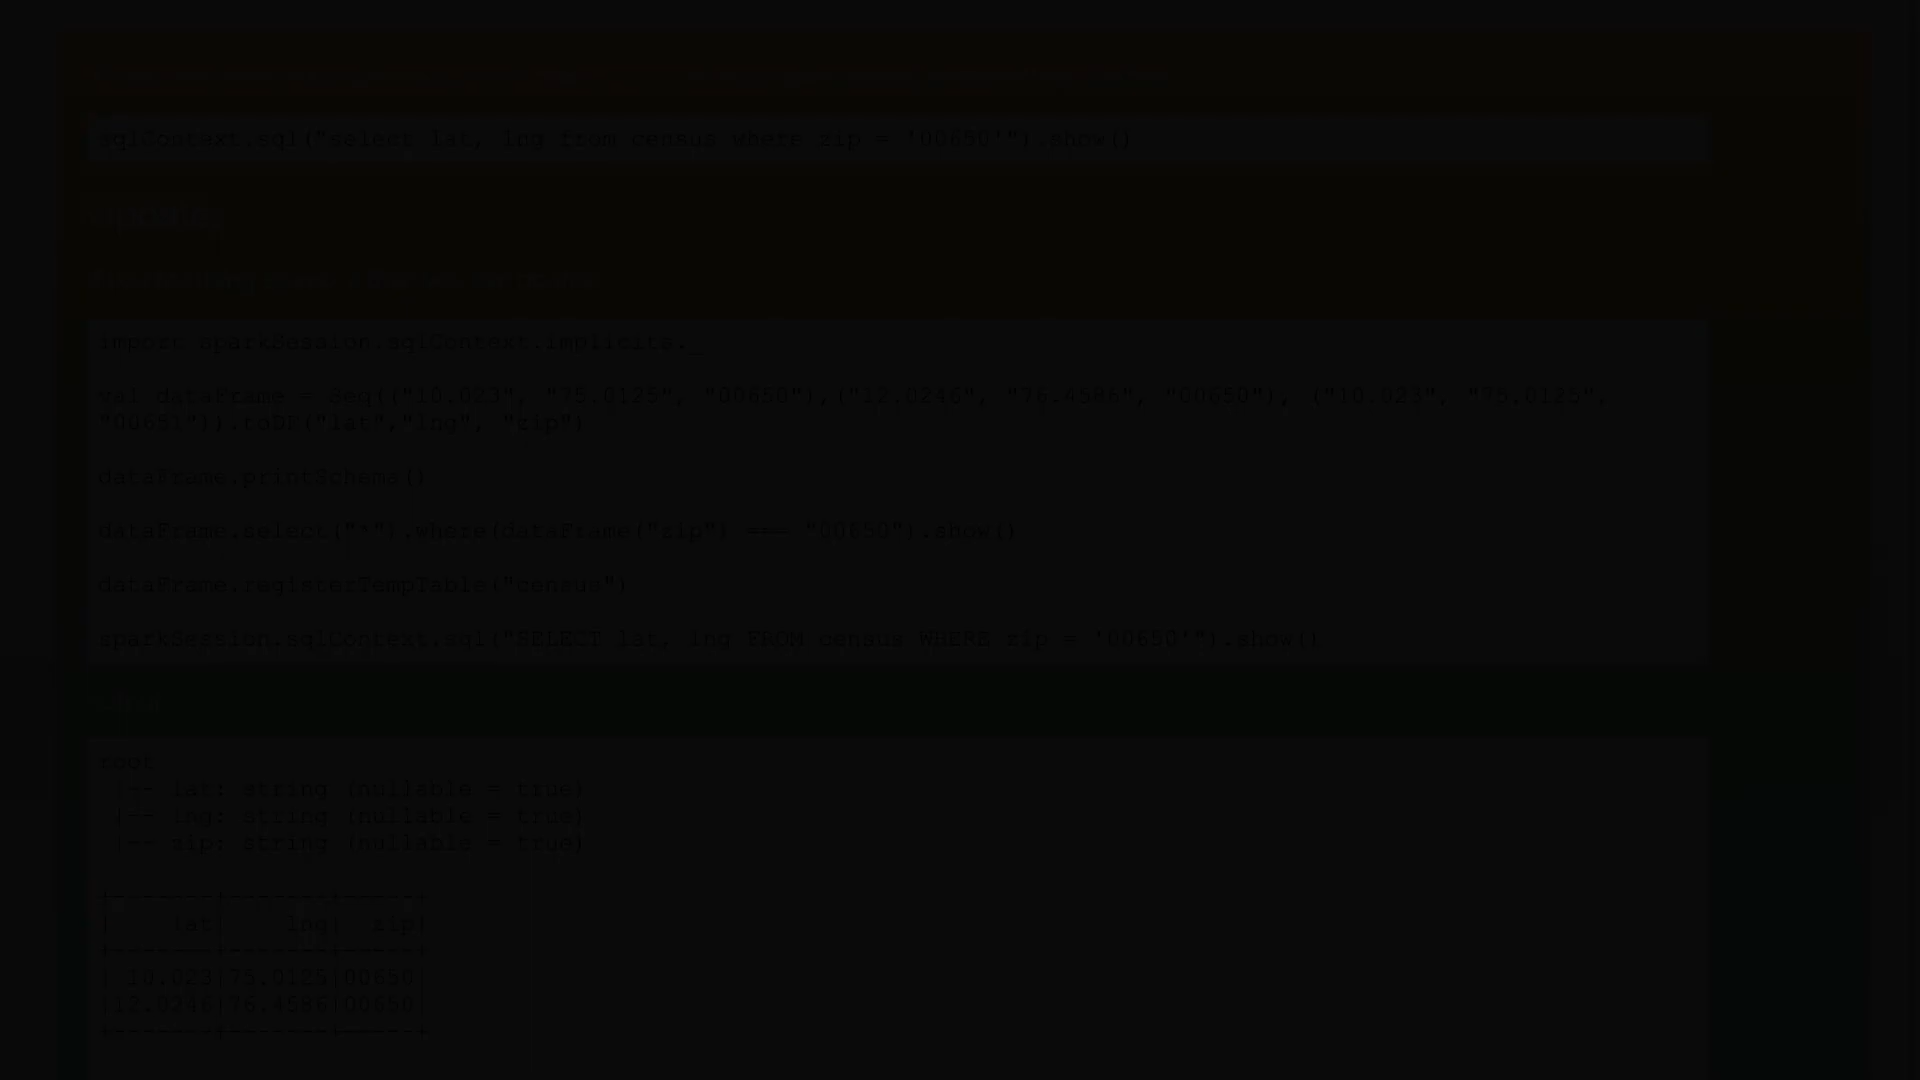 sqlContext.sql("select lat, lng from census where zip = '00650'").show()
import sparkSession.sqlContext.implicits._
val dataFrame = Seq(("10.023", "75.0125", "00650"),("12.0246", "76.4586", "00650"), ("10.023", "75.0125",
"00651")).toDF("lat","lng", "zip")
dataFrame.printSchema()
dataFrame.select("*").where(dataFrame("zip") === "00650").show()
dataFrame.registerTempTable("census")
sparkSession.sqlContext.sql("SELECT lat, lng FROM census WHERE zip = '00650'").show()
root
|-- lat: string (nullable = true)
|-- lng: string (nullable = true)
|-- zip: string (nullable = true)
+-------+-------+-----+
|    lat|    lng|  zip|
+-------+-------+-----+
| 10.023|75.0125|00650|
|12.0246|76.4586|00650|
+-------+-------+-----+